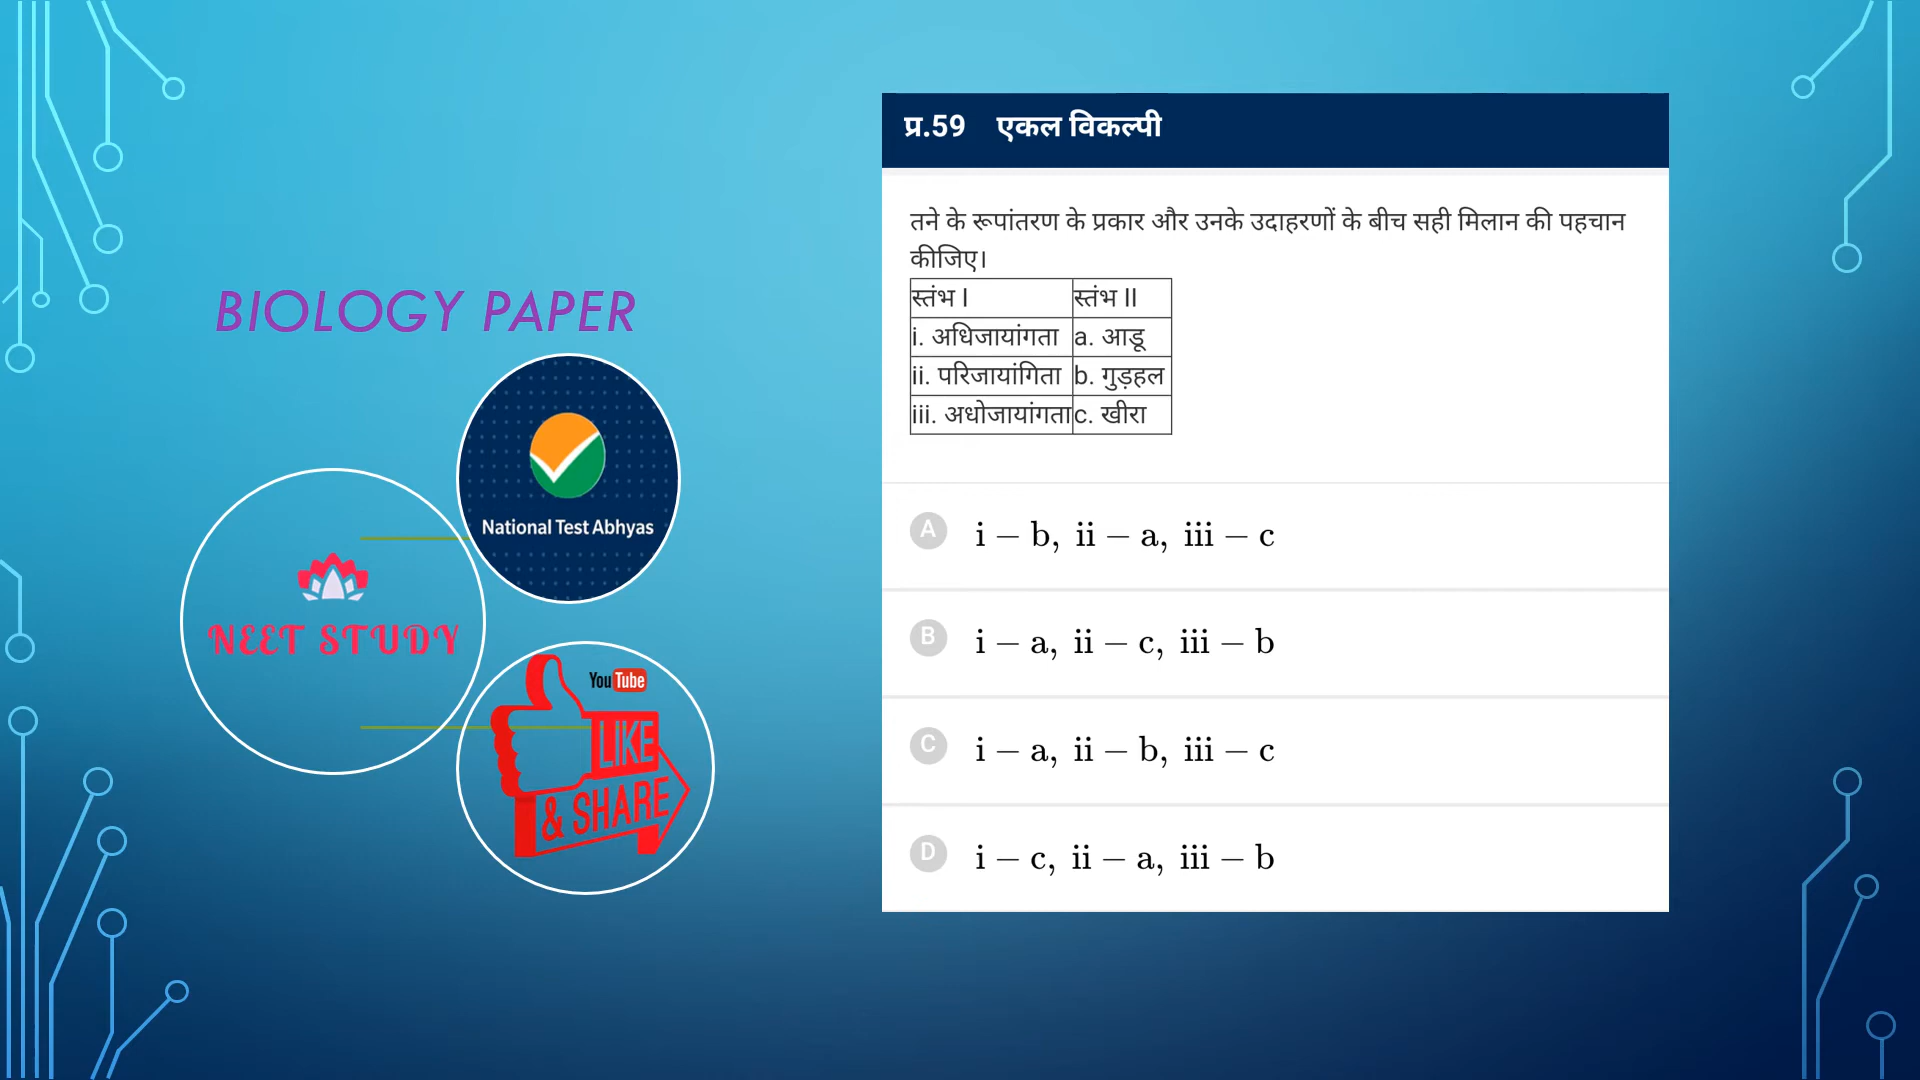 BIOLOGY PAPER
National Test Abhyas
NEET STUDY
YouTube
LIKE
& SHARE
प्र.59 एकल विकल्पी
तने के रूपांतरण के प्रकार और उनके उदाहरणों के बीच सही मिलान की पहचान
कीजिए।
स्तंभ I स्तंभ II
i. अधिजायांगता a. आडू
ii. परिजायांगिता b. गुड़हल
iii. अधोजायांगता c. खीरा
A i − b, ii − a, iii − c
B i − a, ii − c, iii − b
C i − a, ii − b, iii − c
D i − c, ii − a, iii − b